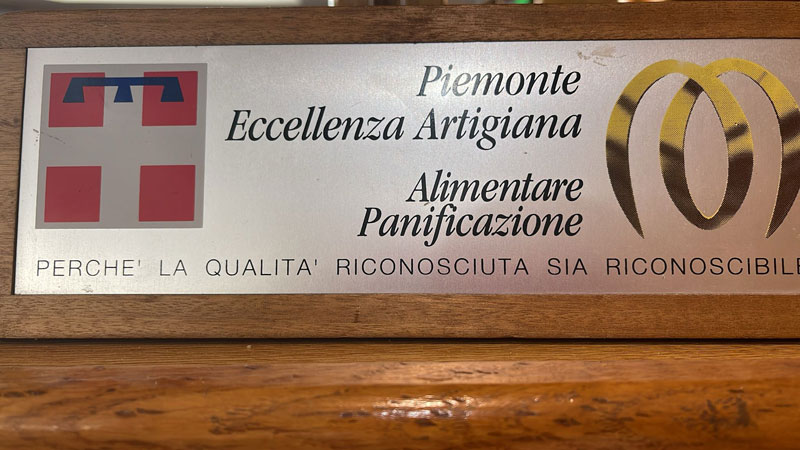 Piemonte
Eccellenza Artigiana
Alimentare
Panificazione
PERCHE' LA QUALITA' RICONOSCIUTA SIA RICONOSCIBILE